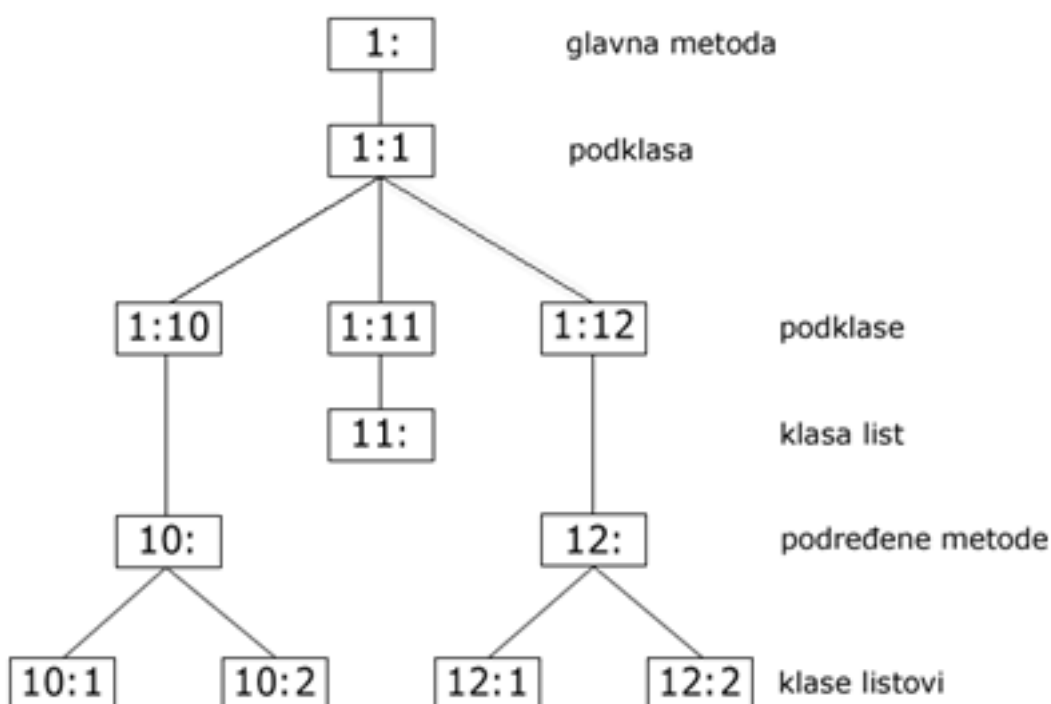 1: glavna metoda
1:1 podklasa
1:10 1:11 1:12 podklase
11: klasa list
10: 12: podređene metode
10:1 10:2 12:1 12:2 klase listovi